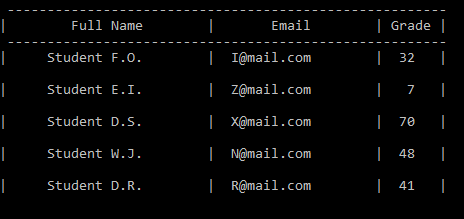 -------------------------------------------------------
|        Full Name        |       Email        | Grade |
-------------------------------------------------------
|     Student F.O.        |  I@mail.com        |  32   |
|     Student E.I.        |  Z@mail.com        |   7   |
|     Student D.S.        |  X@mail.com        |  70   |
|     Student W.J.        |  N@mail.com        |  48   |
|     Student D.R.        |  R@mail.com        |  41   |